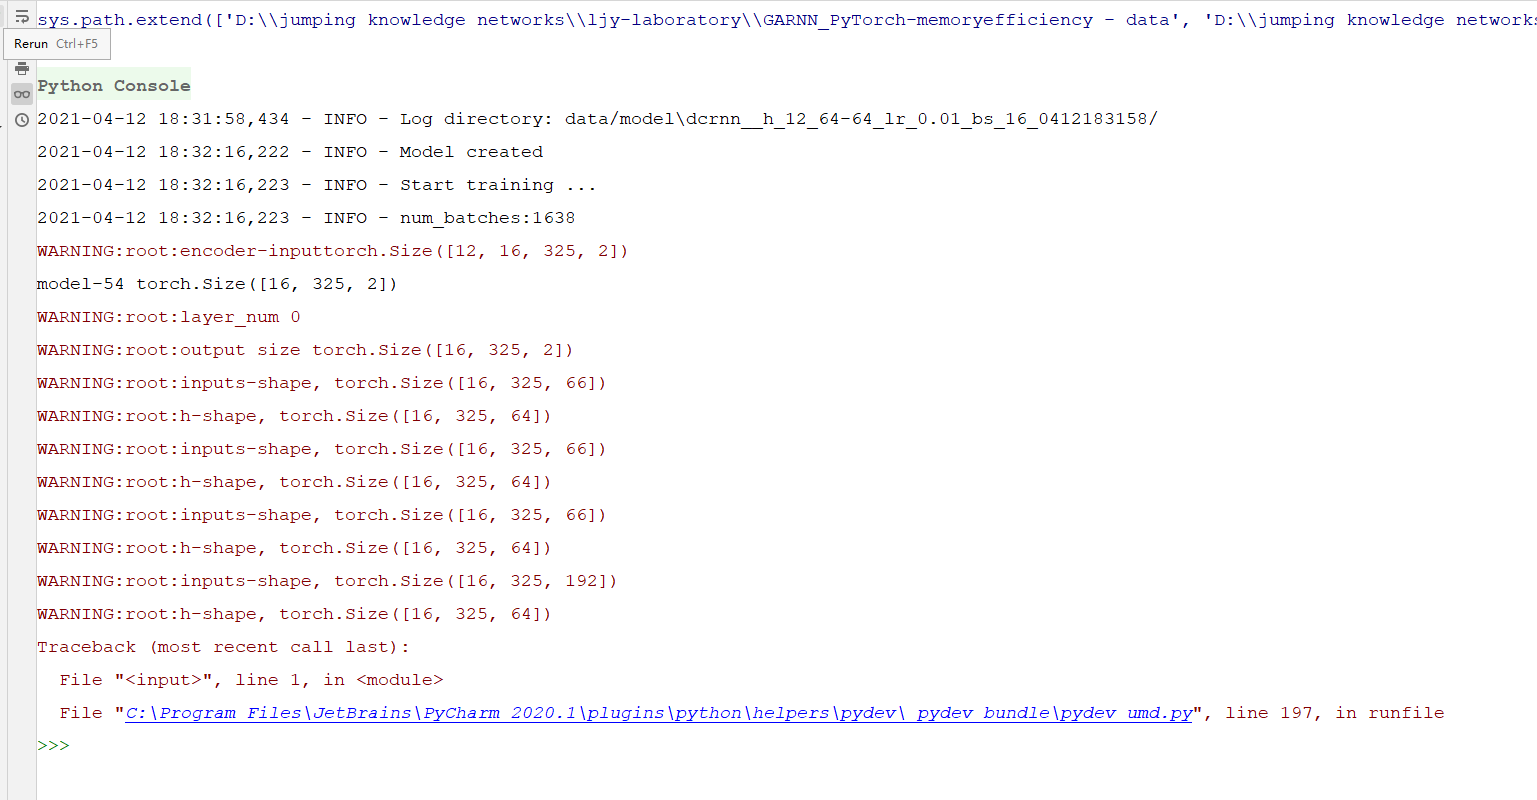 sys.path.extend(['D:\\jumping knowledge networks\\ljy-laboratory\\GARNN_PyTorch-memoryefficiency - data', 'D:\\jumping knowledge networks
Rerun Ctrl+F5
Python Console
2021-04-12 18:31:58,434 - INFO - Log directory: data/model\dcrnn__h_12_64-64_lr_0.01_bs_16_0412183158/
2021-04-12 18:32:16,222 - INFO - Model created
2021-04-12 18:32:16,223 - INFO - Start training ...
2021-04-12 18:32:16,223 - INFO - num_batches:1638
WARNING:root:encoder-inputtorch.Size([12, 16, 325, 2])
model-54 torch.Size([16, 325, 2])
WARNING:root:layer_num 0
WARNING:root:output size torch.Size([16, 325, 2])
WARNING:root:inputs-shape, torch.Size([16, 325, 66])
WARNING:root:h-shape, torch.Size([16, 325, 64])
WARNING:root:inputs-shape, torch.Size([16, 325, 66])
WARNING:root:h-shape, torch.Size([16, 325, 64])
WARNING:root:inputs-shape, torch.Size([16, 325, 66])
WARNING:root:h-shape, torch.Size([16, 325, 64])
WARNING:root:inputs-shape, torch.Size([16, 325, 192])
WARNING:root:h-shape, torch.Size([16, 325, 64])
Traceback (most recent call last):
File "<input>", line 1, in <module>
File "C:\Program Files\JetBrains\PyCharm 2020.1\plugins\python\helpers\pydev\_pydev_bundle\pydev_umd.py", line 197, in runfile
>>>